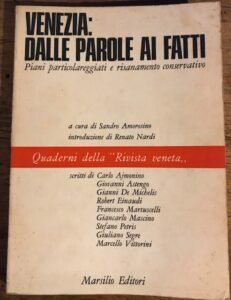 VENEZIA:
DALLE PAROLE AI FATTI
Piani particolareggiati e risanamento conservativo
a cura di Sandro Amorosino
introduzione di Renato Nardi
Quaderni della "Rivista veneta,,
scritti di Carlo Ajmonino
Giovanni Astengo
Gianni De Michelis
Robert Einaudi
Francesco Martuscelli
Giancarlo Mascino
Stefano Petris
Giuliano Segre
Marcello Vittorini
Marsilio Editori